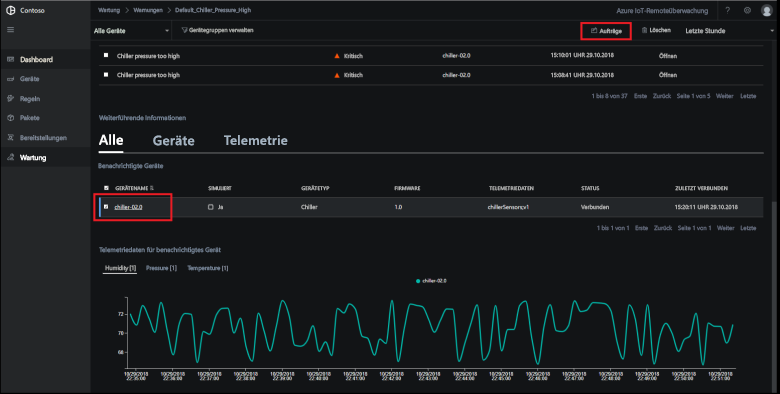 Contoso
Wartung > Warnungen > Default_Chiller_Pressure_High
Azure IoT-Remoteüberwachung
?
Alle Geräte
Gerätegruppen verwalten
Aufträge
Löschen
Letzte Stunde
Dashboard
Geräte
Regeln
Pakete
Bereitstellungen
Wartung
Chiller pressure too high Kritisch chiller-02.0 15:10:01 UHR 29.10.2018 Öffnen
Chiller pressure too high Kritisch chiller-02.0 15:08:41 UHR 29.10.2018 Öffnen
1 bis 8 von 37 Erste Zurück Seite 1 von 5 Weiter Letzte
Weiterführende Informationen
Alle Geräte Telemetrie
Benachrichtigte Geräte
GERÄTENAME SIMULIERT GERÄTETYP FIRMWARE TELEMETRIEDATEN STATUS ZULETZT VERBUNDEN
chiller-02.0 Ja Chiller 1.0 chillerSensors;v1 Verbunden 15:20:11 UHR 29.10.2018
1 bis 1 von 1 Erste Zurück Seite 1 von 1 Weiter Letzte
Telemetriedaten für benachrichtigtes Gerät
Humidity [1] Pressure [1] Temperature [1]
chiller-02.0
72
70
68
10/29/2018 10/29/2018 10/29/2018 10/29/2018 10/29/2018 10/29/2018 10/29/2018 10/29/2018 10/29/2018 10/29/2018 10/29/2018 10/29/2018 10/29/2018 10/29/2018 10/29/2018 10/29/2018 10/29/2018
22:35:00 22:36:00 22:37:00 22:38:00 22:39:00 22:40:00 22:41:00 22:42:00 22:43:00 22:44:00 22:45:00 22:46:00 22:47:00 22:48:00 22:49:00 22:50:00 22:51:00